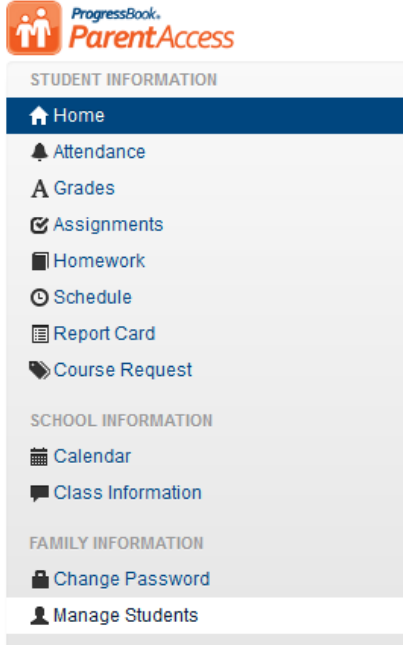 ProgressBook.
ParentAccess
STUDENT INFORMATION
Home
Attendance
Grades
Assignments
Homework
Schedule
Report Card
Course Request
SCHOOL INFORMATION
Calendar
Class Information
FAMILY INFORMATION
Change Password
Manage Students